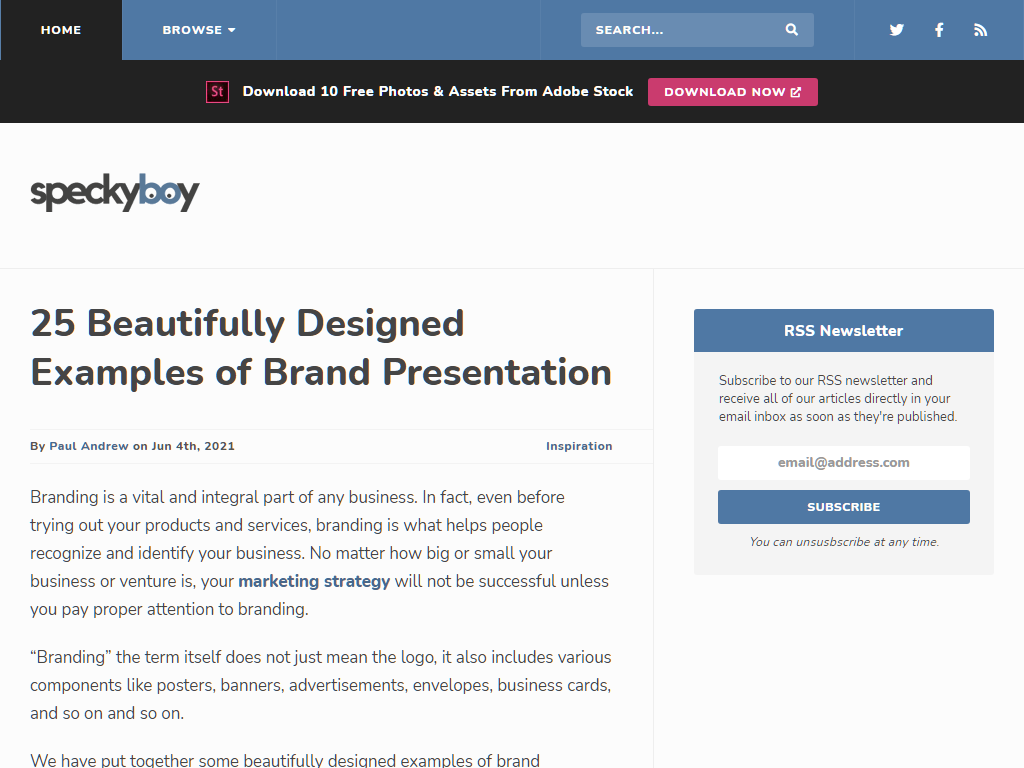 HOME
BROWSE
SEARCH...
St
Download 10 Free Photos & Assets From Adobe Stock
DOWNLOAD NOW
speckyboy
25 Beautifully Designed
Examples of Brand Presentation
By Paul Andrew on Jun 4th, 2021
Inspiration
Branding is a vital and integral part of any business. In fact, even before
trying out your products and services, branding is what helps people
recognize and identify your business. No matter how big or small your
business or venture is, your marketing strategy will not be successful unless
you pay proper attention to branding.
“Branding” the term itself does not just mean the logo, it also includes various
components like posters, banners, advertisements, envelopes, business cards,
and so on and so on.
We have put together some beautifully designed examples of brand
RSS Newsletter
Subscribe to our RSS newsletter and
receive all of our articles directly in your
email inbox as soon as they're published.
email@address.com
SUBSCRIBE
You can unsusbscribe at any time.